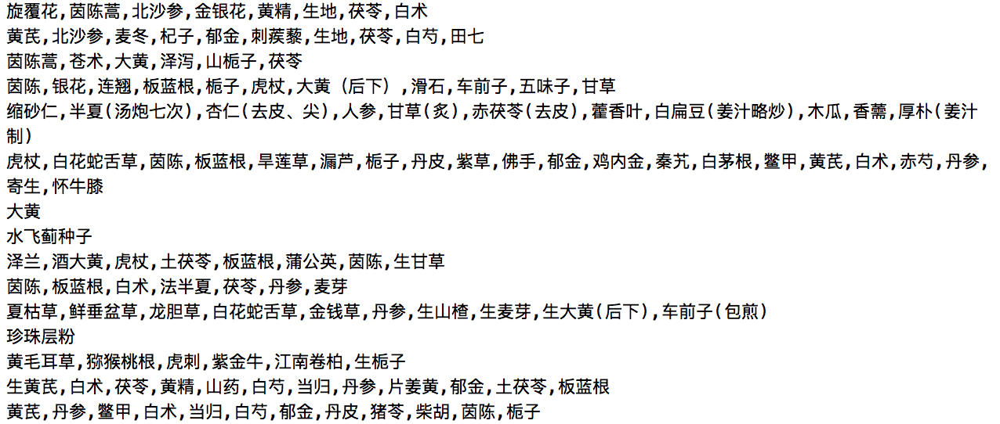 旋覆花,茵陈蒿,北沙参,金银花,黄精,生地,茯苓,白术
黄芪,北沙参,麦冬,杞子,郁金,刺蒺藜,生地,茯苓,白芍,田七
茵陈蒿,苍术,大黄,泽泻,山栀子,茯苓
茵陈,银花,连翘,板蓝根,栀子,虎杖,大黄（后下）,滑石,车前子,五味子,甘草
缩砂仁,半夏(汤炮七次),杏仁(去皮、尖),人参,甘草(炙),赤茯苓(去皮),藿香叶,白扁豆(姜汁略炒),木瓜,香薷,厚朴(姜汁
制)
虎杖,白花蛇舌草,茵陈,板蓝根,旱莲草,漏芦,栀子,丹皮,紫草,佛手,郁金,鸡内金,秦艽,白茅根,鳖甲,黄芪,白术,赤芍,丹参,
寄生,怀牛膝
大黄
水飞蓟种子
泽兰,酒大黄,虎杖,土茯苓,板蓝根,蒲公英,茵陈,生甘草
茵陈,板蓝根,白术,法半夏,茯苓,丹参,麦芽
夏枯草,鲜垂盆草,龙胆草,白花蛇舌草,金钱草,丹参,生山楂,生麦芽,生大黄(后下),车前子(包煎)
珍珠层粉
黄毛耳草,猕猴桃根,虎刺,紫金牛,江南卷柏,生栀子
生黄芪,白术,茯苓,黄精,山药,白芍,当归,丹参,片姜黄,郁金,土茯苓,板蓝根
黄芪,丹参,鳖甲,白术,当归,白芍,郁金,丹皮,猪苓,柴胡,茵陈,栀子